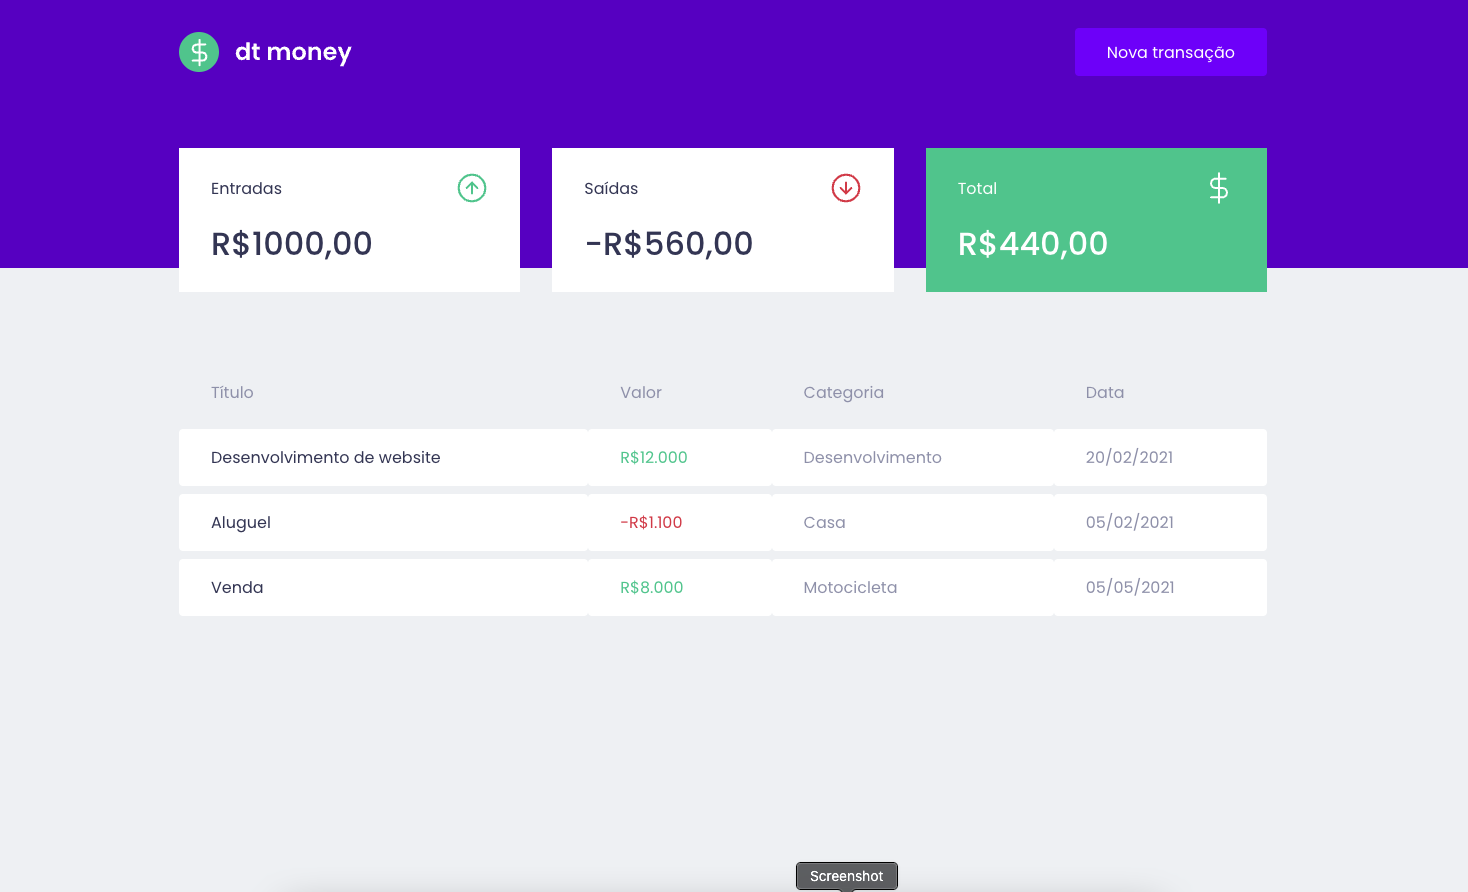 dt money
Nova transação
Entradas
R$1000,00
Saídas
-R$560,00
Total
R$440,00
Título Valor Categoria Data
Desenvolvimento de website R$12.000 Desenvolvimento 20/02/2021
Aluguel -R$1.100 Casa 05/02/2021
Venda R$8.000 Motocicleta 05/05/2021
Screenshot